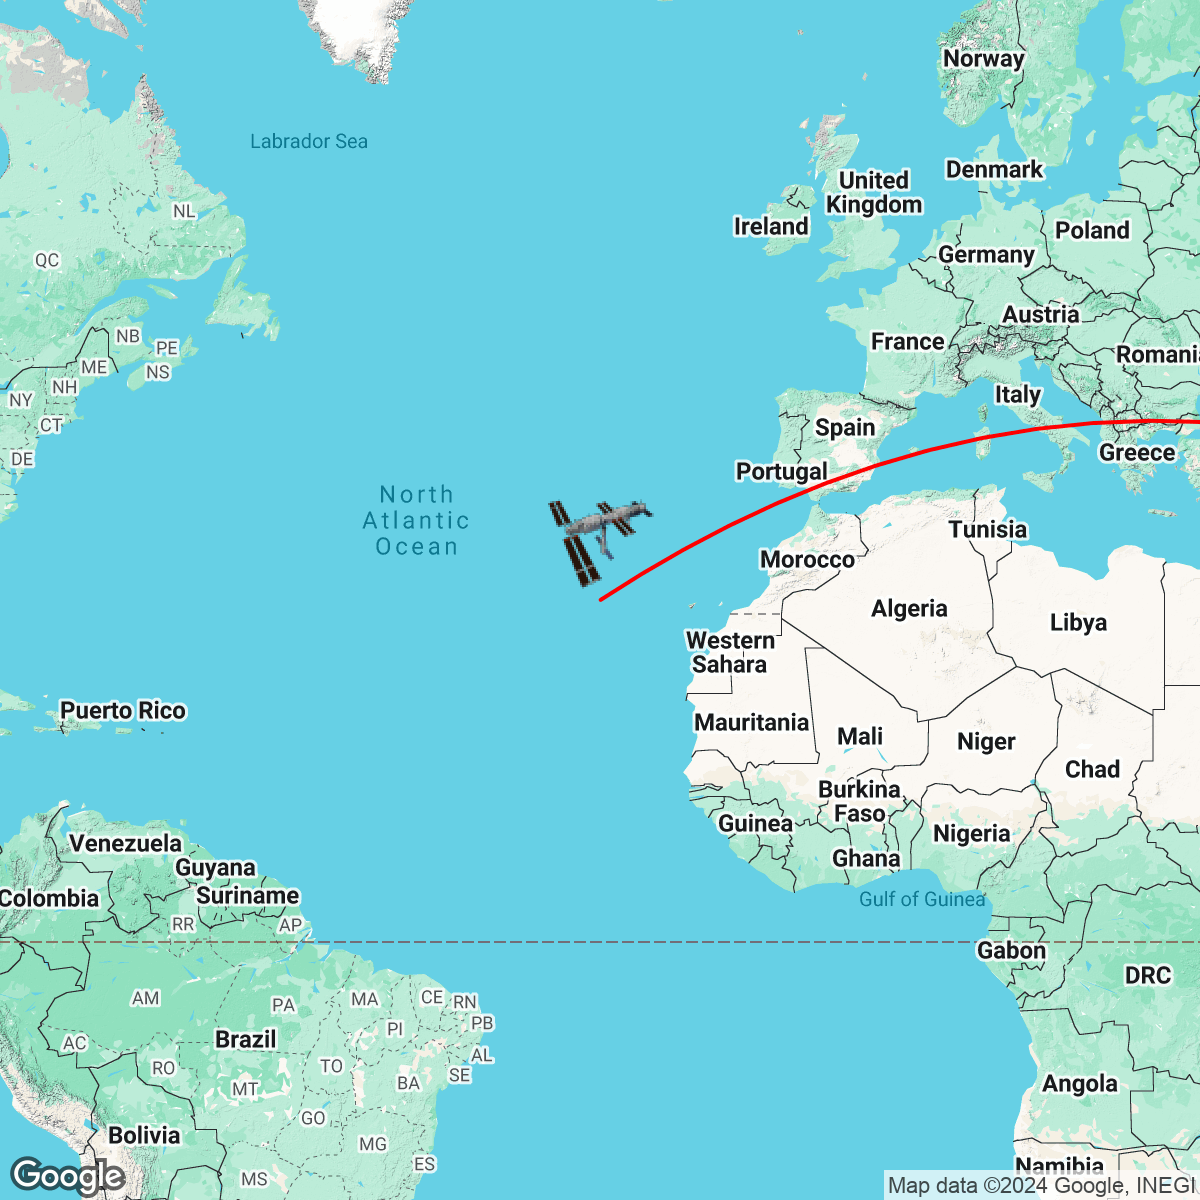 Norway
Labrador Sea
Denmark
United
Kingdom
NL
Ireland
Poland
Germany
QC
Austria
NB
France
PE
Romania
ME
NS
NH
Italy
NY
CT
Spain
Greece
DE
Portugal
North
Atlantic
Ocean
Tunisia
Morocco
Algeria
Libya
Western
Sahara
Puerto Rico
Mauritania
Mali
Niger
Chad
Burkina
Faso
Guinea
Nigeria
Venezuela
Ghana
Guyana
Colombia
Suriname
Gulf of Guinea
RR
AP
Gabon
DRC
AM
PA
MA
CE
RN
PB
PI
Brazil
AC
AL
RO
TO
SE
MT
BA
Angola
GO
Bolivia
MG
ES
Namibia
MS
Google
Map data ©2024 Google, INEGI